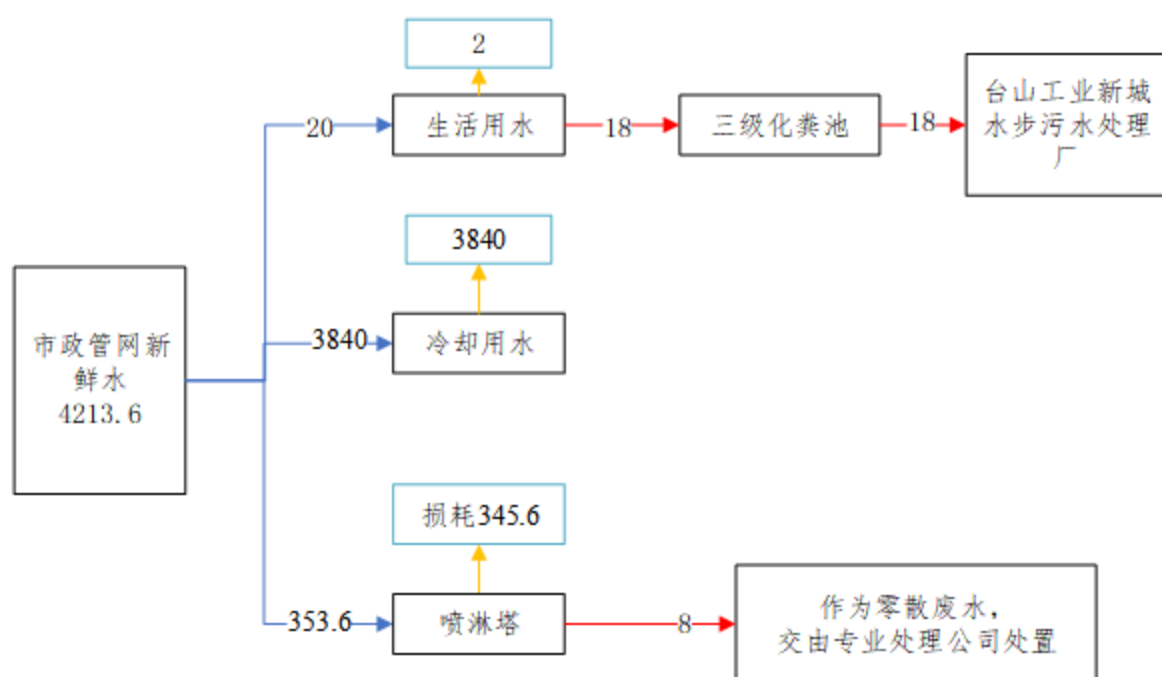 2
20
生活用水
18
三级化粪池
18
台山工业新城
水步污水处理
厂
3840
市政管网新
鲜水
4213.6
3840
冷却用水
损耗345.6
353.6
喷淋塔
8
作为零散废水，
交由专业处理公司处置